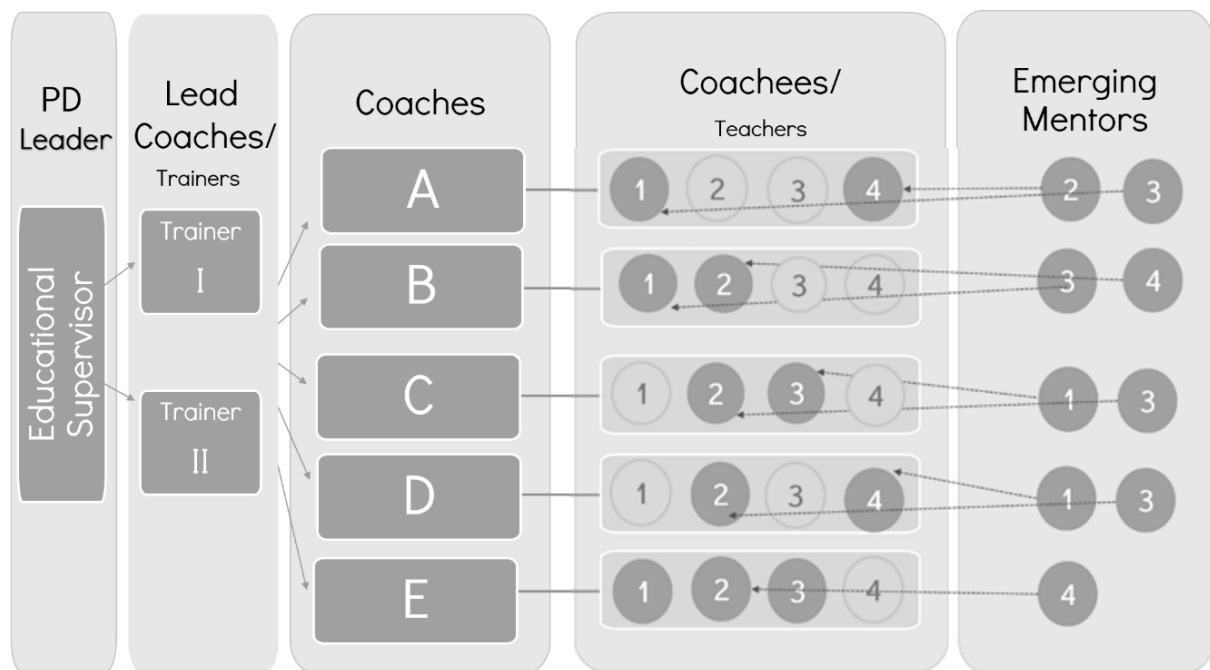 PD
Leader
Educational
Supervisor
Lead
Coaches/
Trainers
Trainer
I
Trainer
II
Coaches
A
B
C
D
E
Coachees/
Teachers
1 2 3 4
1 2 3 4
1 2 3 4
1 2 3 4
1 2 3 4
Emerging
Mentors
2 3
3 4
1 3
1 3
4